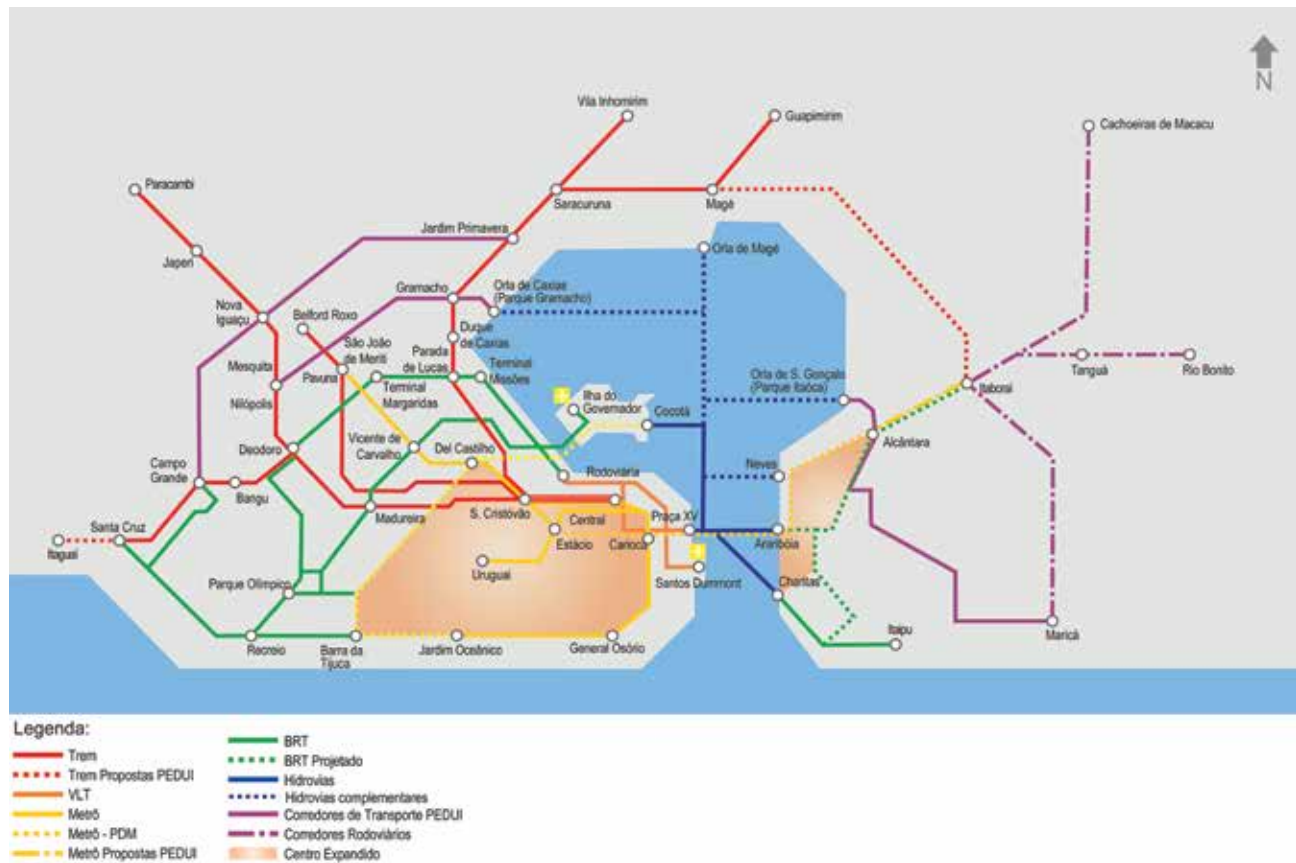 N
Vila Inhomirim
Guapimirim
Cachoeiras de Macacu
Paracambi
Saracuruna
Magé
Jardim Primavera
Japeri
Orla de Magé
Gramacho
Orla de Caxias
(Parque Gramacho)
Nova
Iguaçu
Belford Roxo
São João
de Meriti
Duque
de Caxias
Mesquita
Pavuna
Parada
de Lucas
Terminal
Missões
Orla de S. Gonçalo
(Parque Itaóca)
Itaboraí
Tanguá
Rio Bonito
Nilópolis
Terminal
Margaridas
Ilha do
Governador
Cocotá
Deodoro
Vicente de
Carvalho
Del Castilho
Alcântara
Campo
Grande
Bangu
Rodoviária
Neves
Madureira
S. Cristóvão
Central
Praça XV
Santa Cruz
Itaguaí
Estácio
Carioca
Arariboia
Uruguai
Santos Dummont
Charitas
Parque Olímpico
Itaipu
Maricá
Recreio
Barra da
Tijuca
Jardim Oceânico
General Osório
Legenda:
Trem
Trem Propostas PEDUI
VLT
Metrô
Metrô - PDM
Metrô Propostas PEDUI
BRT
BRT Projetado
Hidrovias
Hidrovias complementares
Corredores de Transporte PEDUI
Corredores Rodoviários
Centro Expandido